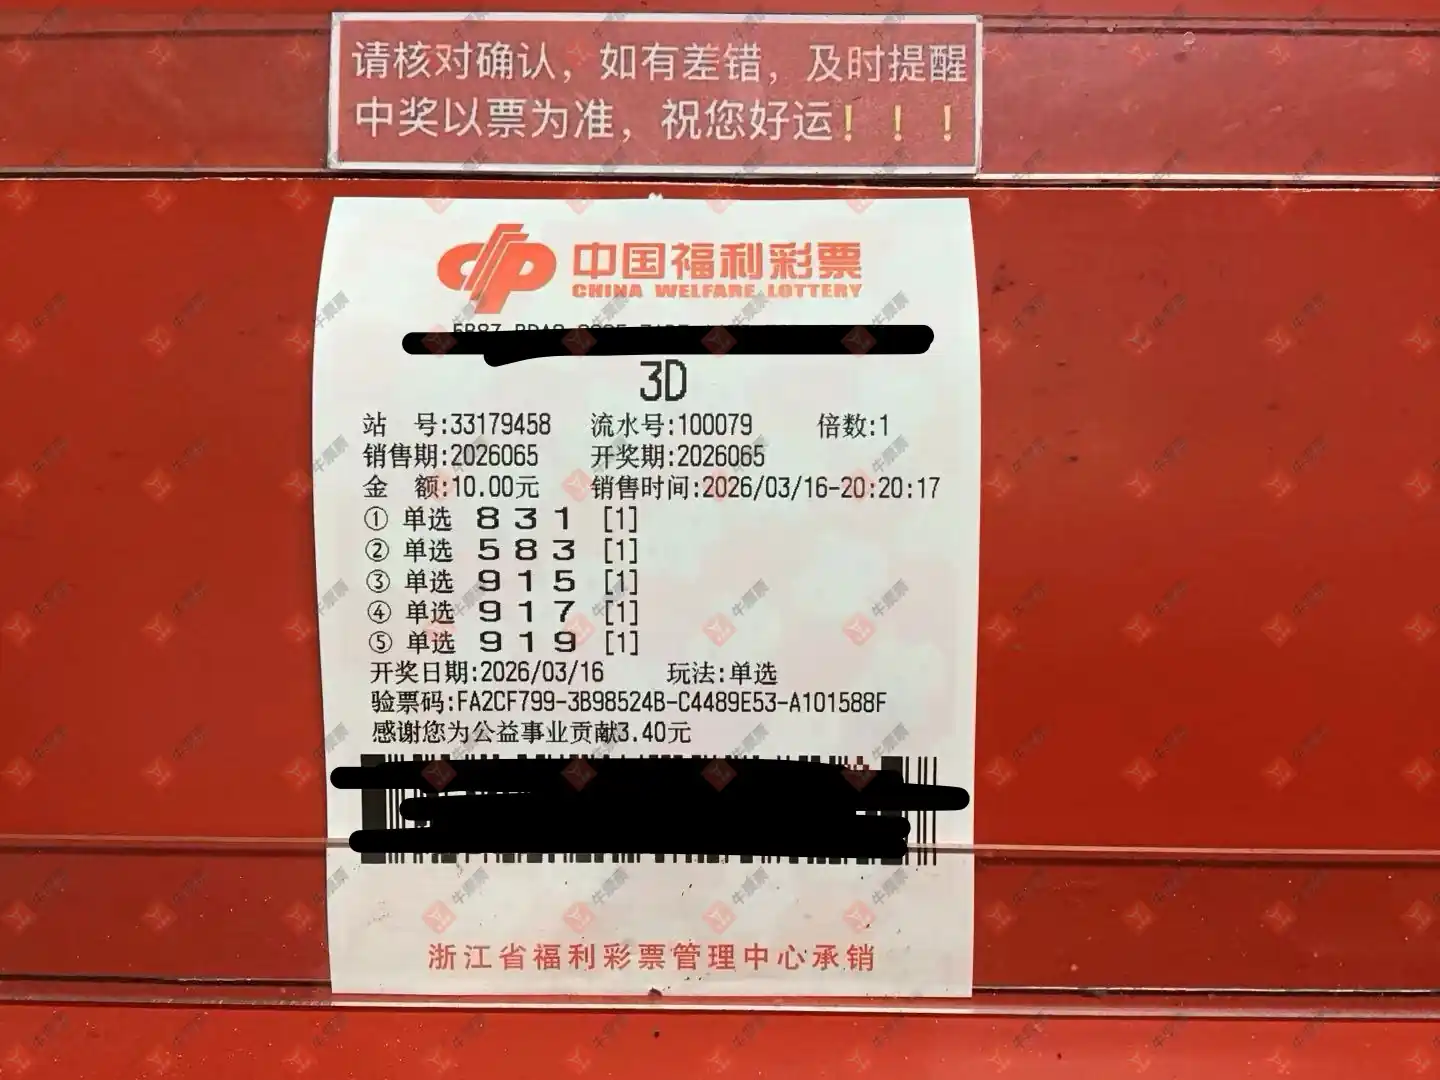 请核对确认，如有差错，及时提醒
中奖以票为准，祝您好运！！！
中国福利彩票
CHINA WELFARE LOTTERY
3D
站 号:33179458 流水号:100079 倍数:1
销售期:2026065 开奖期:2026065
金 额:10.00元 销售时间:2026/03/16-20:20:17
① 单选 8 3 1 [1]
② 单选 5 8 3 [1]
③ 单选 9 1 5 [1]
④ 单选 9 1 7 [1]
⑤ 单选 9 1 9 [1]
开奖日期:2026/03/16 玩法:单选
验票码:FA2CF799-3B98524B-C4489E53-A101588F
感谢您为公益事业贡献3.40元
浙江省福利彩票管理中心承销
牛票票